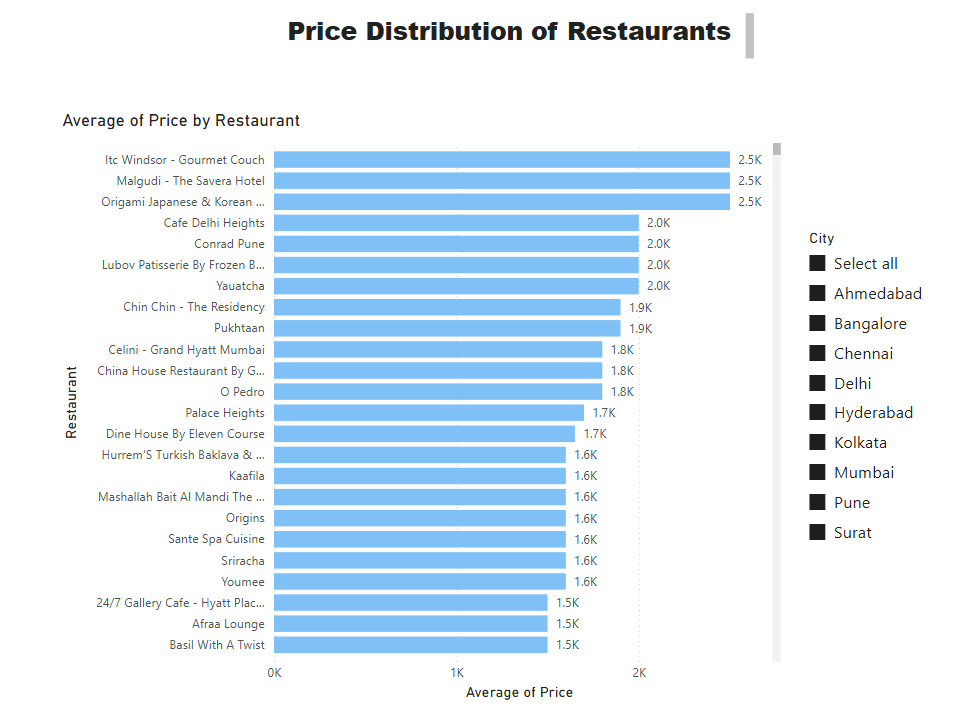 Price Distribution of Restaurants
Average of Price by Restaurant
Itc Windsor - Gourmet Couch 2.5K
Malgudi - The Savera Hotel 2.5K
Origami Japanese & Korean ... 2.5K
Cafe Delhi Heights 2.0K
Conrad Pune 2.0K
Lubov Patisserie By Frozen B... 2.0K
Yauatcha 2.0K
Chin Chin - The Residency 1.9K
Pukhtaan 1.9K
Celini - Grand Hyatt Mumbai 1.8K
China House Restaurant By G... 1.8K
O Pedro 1.8K
Palace Heights 1.7K
Dine House By Eleven Course 1.7K
Hurrem'S Turkish Baklava & ... 1.6K
Kaafila 1.6K
Mashallah Bait Al Mandi The ... 1.6K
Origins 1.6K
Sante Spa Cuisine 1.6K
Sriracha 1.6K
Youmee 1.6K
24/7 Gallery Cafe - Hyatt Plac... 1.5K
Afraa Lounge 1.5K
Basil With A Twist 1.5K
Restaurant
0K 1K 2K
Average of Price
City
Select all
Ahmedabad
Bangalore
Chennai
Delhi
Hyderabad
Kolkata
Mumbai
Pune
Surat